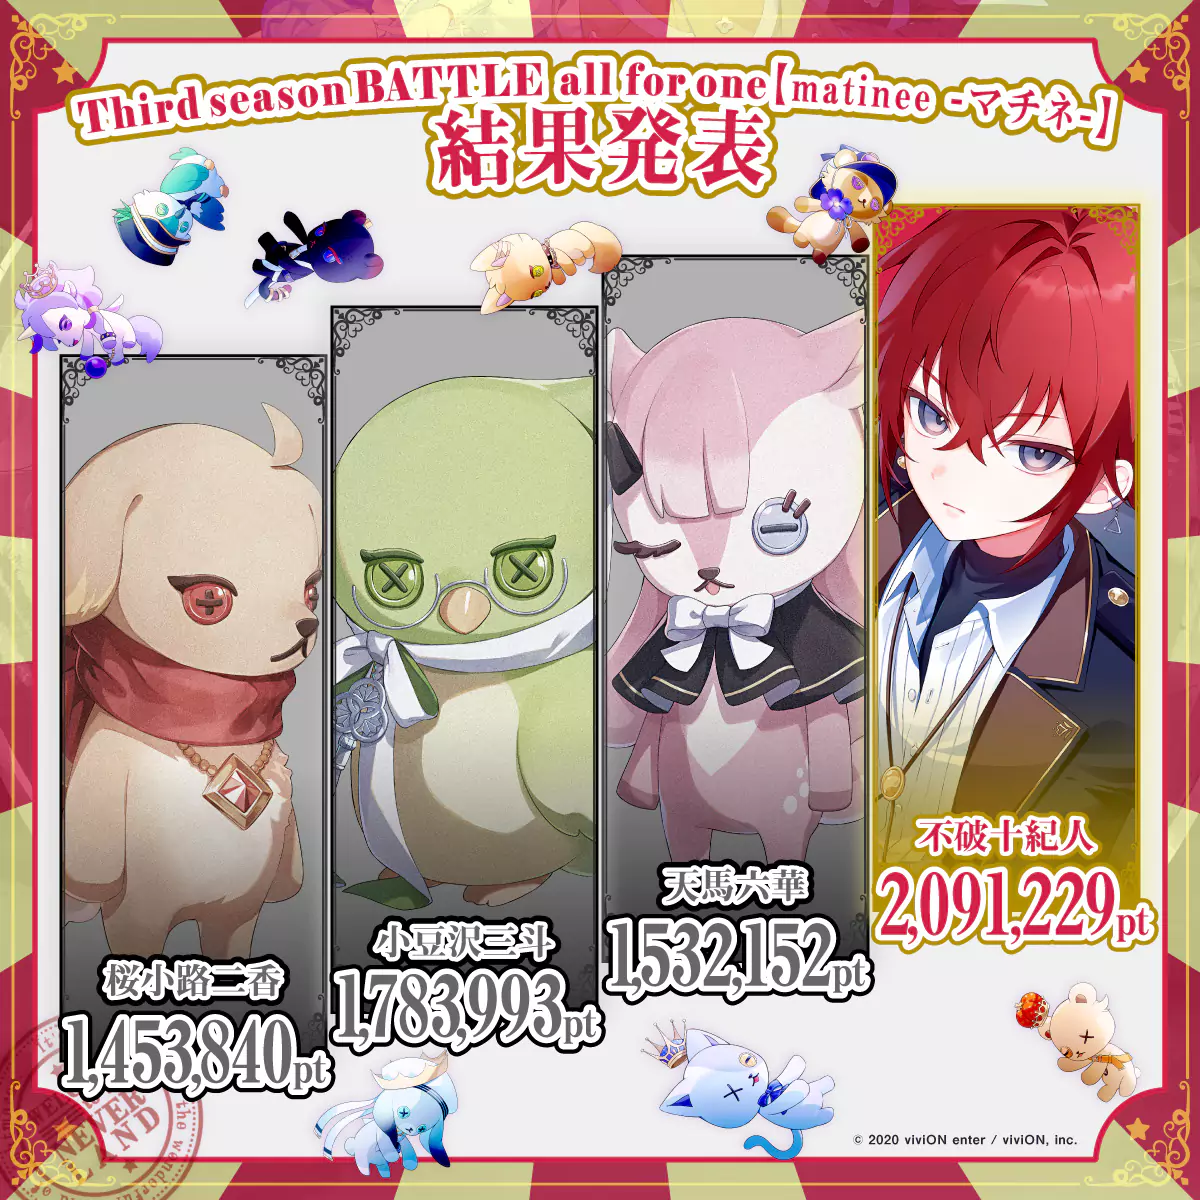 Third season BATTLE all for one【matinee -マチネ-】
結果発表
不破十紀人
2,091,229pt
天馬六華
1,532,152pt
小豆沢三斗
1,783,993pt
桜小路二香
1,453,840pt
NEVER
© 2020 viviON enter / viviON, inc.